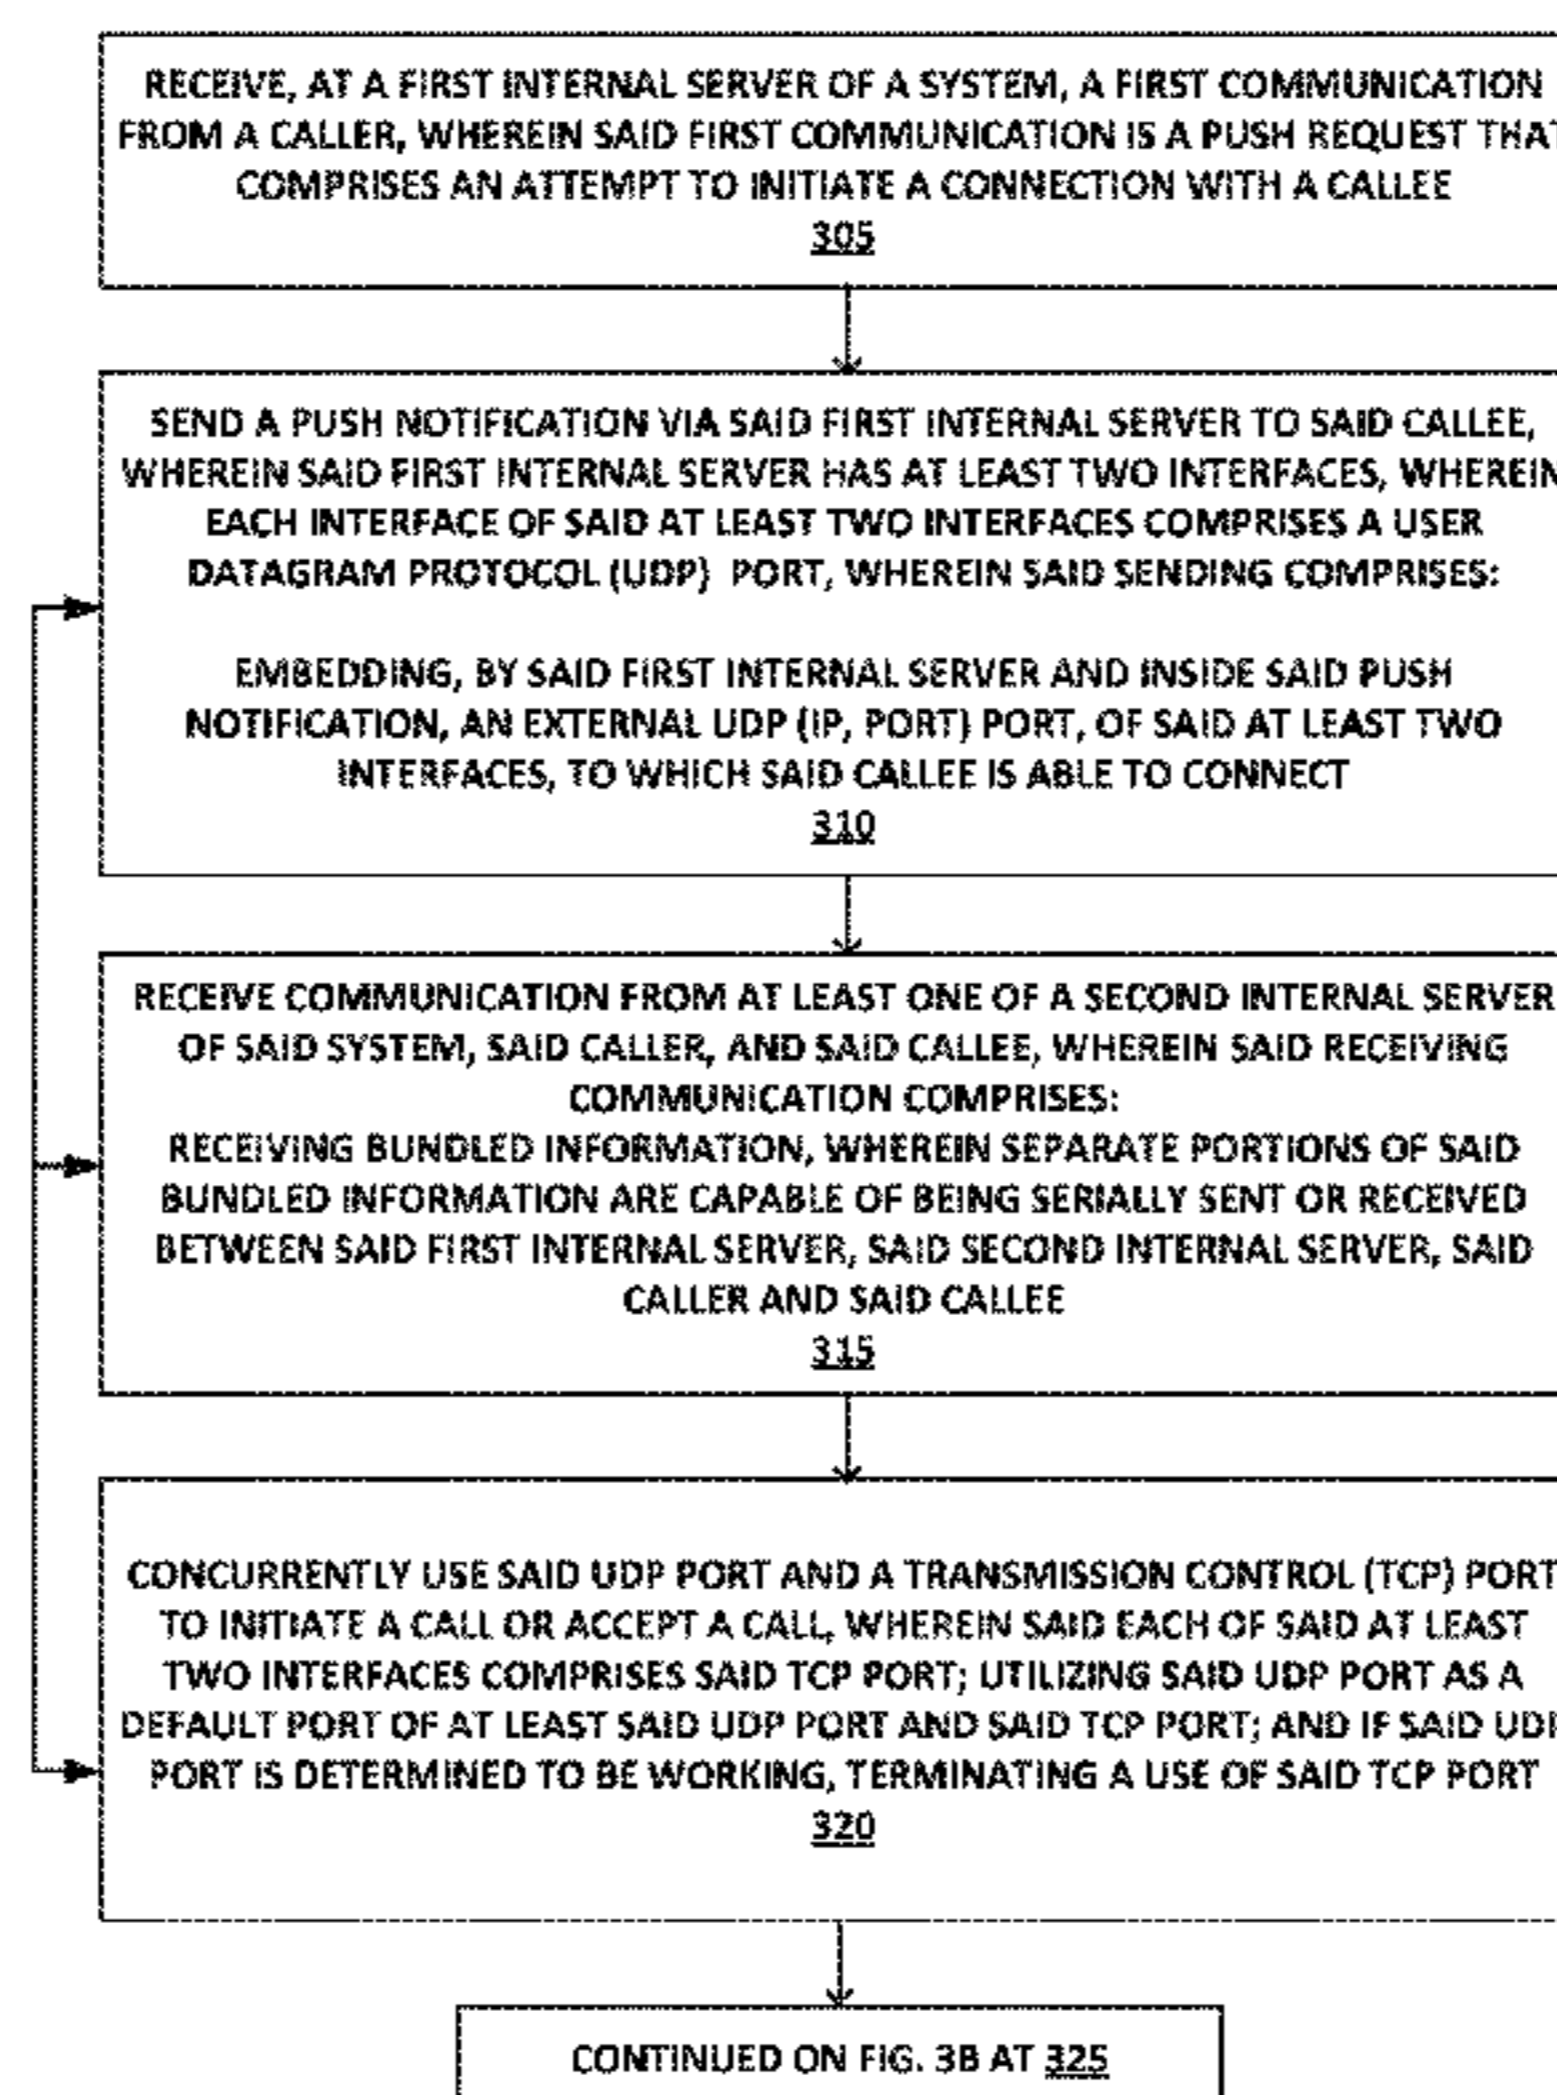 RECEIVE, AT A FIRST INTERNAL SERVER OF A SYSTEM, A FIRST COMMUNICATION
FROM A CALLER, WHEREIN SAID FIRST COMMUNICATION IS A PUSH REQUEST THAT
COMPRISES AN ATTEMPT TO INITIATE A CONNECTION WITH A CALLEE
305
SEND A PUSH NOTIFICATION VIA SAID FIRST INTERNAL SERVER TO SAID CALLEE,
WHEREIN SAID FIRST INTERNAL SERVER HAS AT LEAST TWO INTERFACES, WHEREIN
EACH INTERFACE OF SAID AT LEAST TWO INTERFACES COMPRISES A USER
DATAGRAM PROTOCOL (UDP) PORT, WHEREIN SAID SENDING COMPRISES:
EMBEDDING, BY SAID FIRST INTERNAL SERVER AND INSIDE SAID PUSH
NOTIFICATION, AN EXTERNAL UDP (IP, PORT) PORT, OF SAID AT LEAST TWO
INTERFACES, TO WHICH SAID CALLEE IS ABLE TO CONNECT
310
RECEIVE COMMUNICATION FROM AT LEAST ONE OF A SECOND INTERNAL SERVER
OF SAID SYSTEM, SAID CALLER, AND SAID CALLEE, WHEREIN SAID RECEIVING
COMMUNICATION COMPRISES:
RECEIVING BUNDLED INFORMATION, WHEREIN SEPARATE PORTIONS OF SAID
BUNDLED INFORMATION ARE CAPABLE OF BEING SERIALLY SENT OR RECEIVED
BETWEEN SAID FIRST INTERNAL SERVER, SAID SECOND INTERNAL SERVER, SAID
CALLER AND SAID CALLEE
315
CONCURRENTLY USE SAID UDP PORT AND A TRANSMISSION CONTROL (TCP) PORT
TO INITIATE A CALL OR ACCEPT A CALL, WHEREIN SAID EACH OF SAID AT LEAST
TWO INTERFACES COMPRISES SAID TCP PORT; UTILIZING SAID UDP PORT AS A
DEFAULT PORT OF AT LEAST SAID UDP PORT AND SAID TCP PORT; AND IF SAID UDP
PORT IS DETERMINED TO BE WORKING, TERMINATING A USE OF SAID TCP PORT
320
CONTINUED ON FIG. 3B AT 325